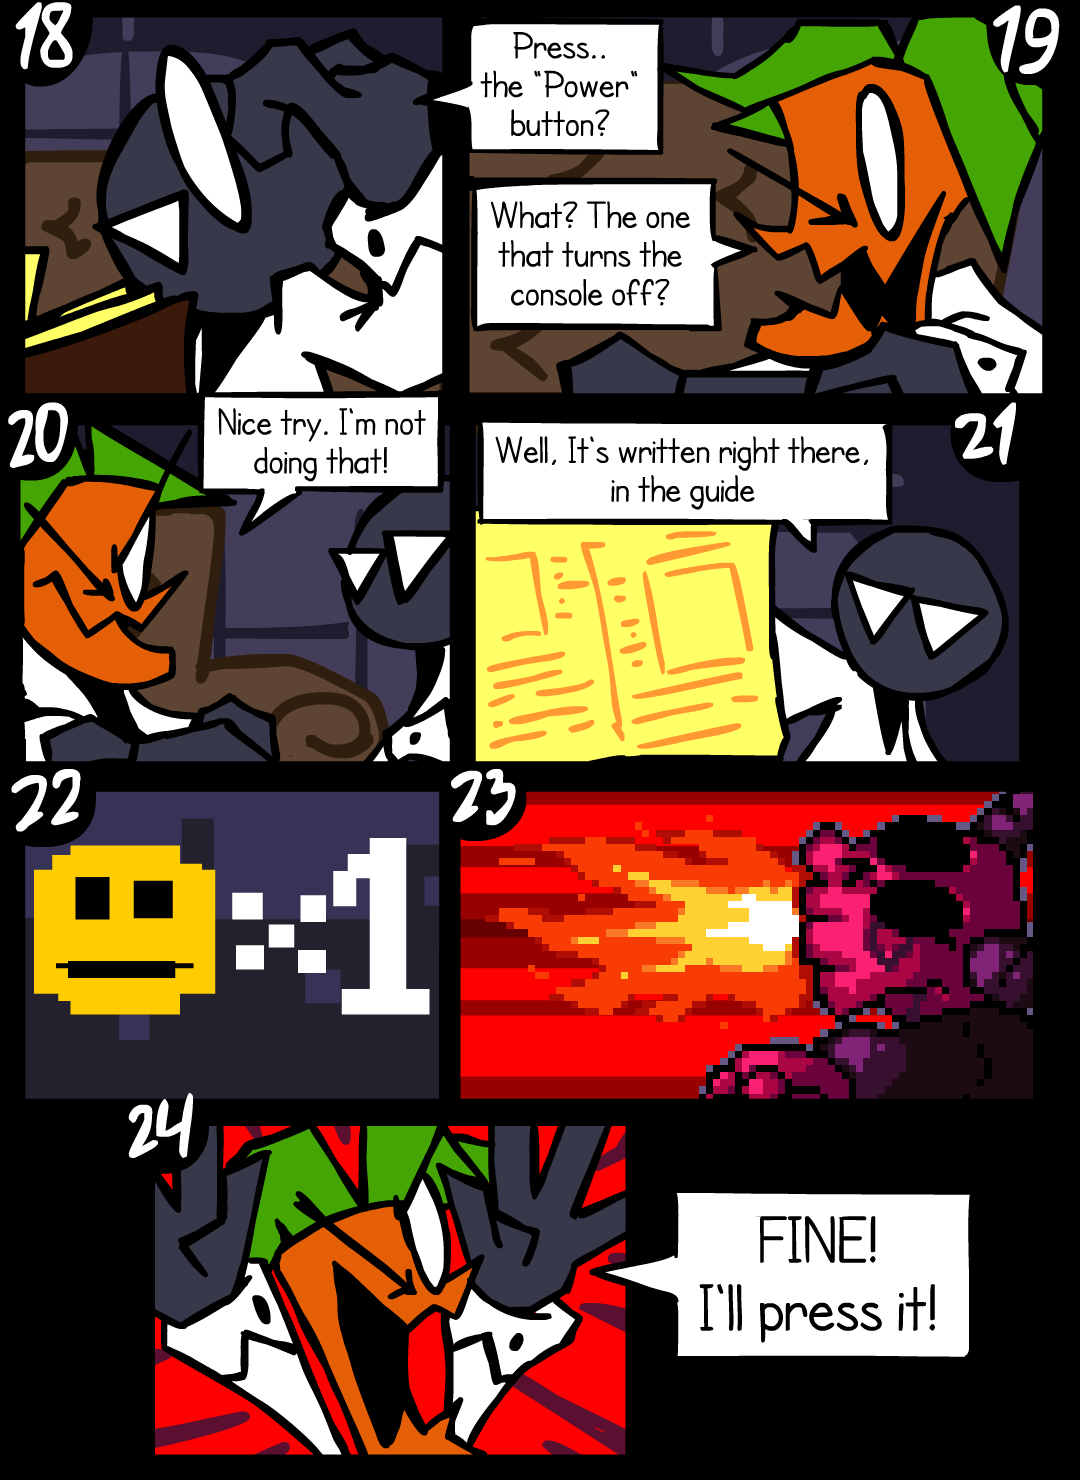 18
Press..
the "Power"
button?
19
What? The one
that turns the
console off?
20
Nice try. I'm not
doing that!
21
Well, It's written right there,
in the guide
22
×1
23
24
FINE!
I'll press it!